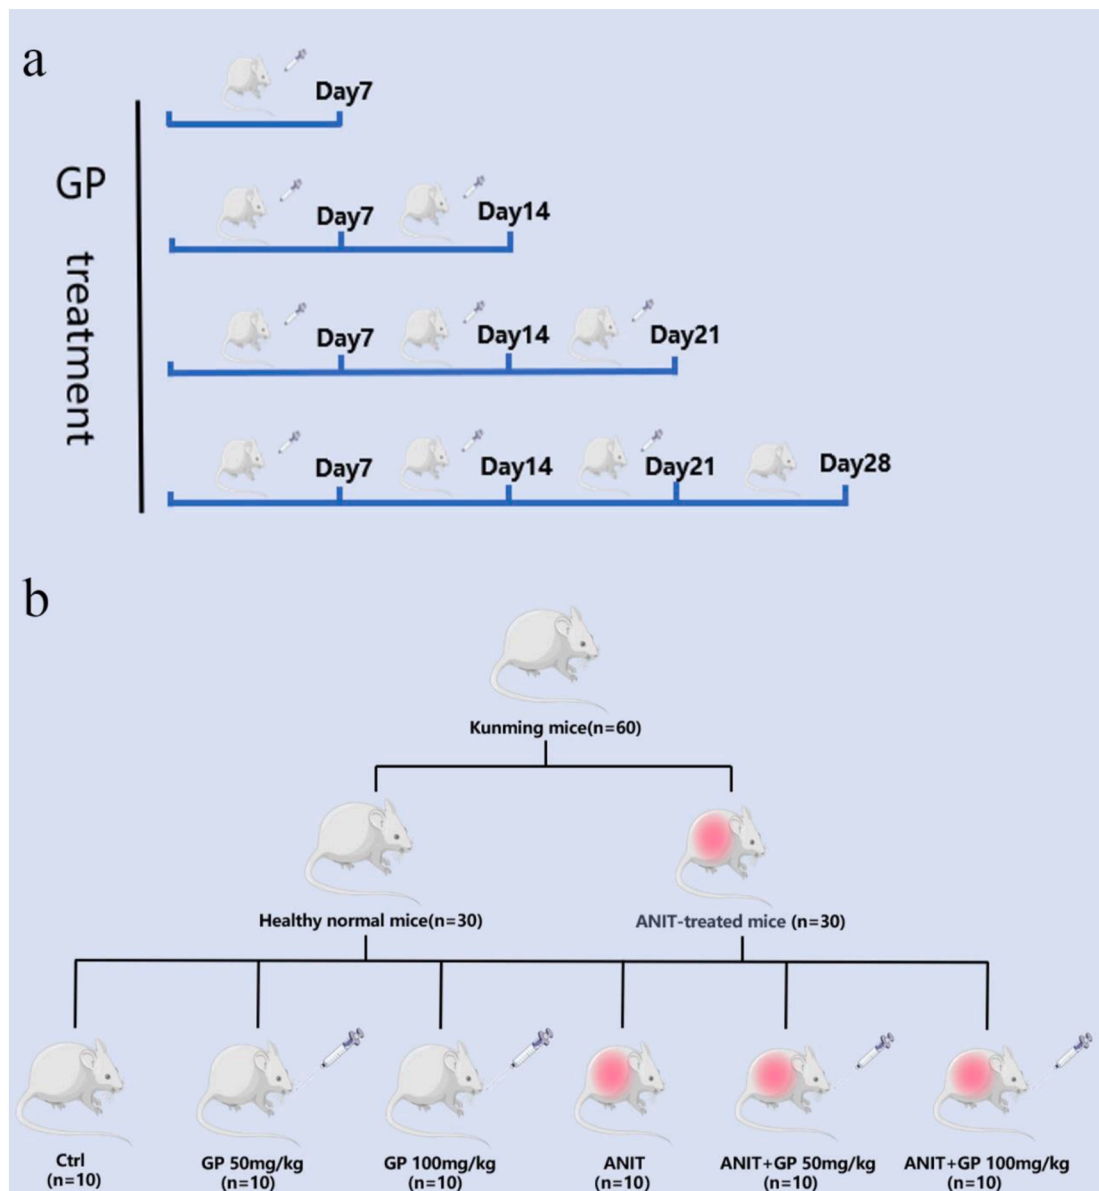 a
GP
treatment
Day7
Day7
Day14
Day7
Day14
Day21
Day7
Day14
Day21
Day28
b
Kunming mice(n=60)
Healthy normal mice(n=30)
ANIT-treated mice (n=30)
Ctrl
(n=10)
GP 50mg/kg
(n=10)
GP 100mg/kg
(n=10)
ANIT
(n=10)
ANIT+GP 50mg/kg
(n=10)
ANIT+GP 100mg/kg
(n=10)